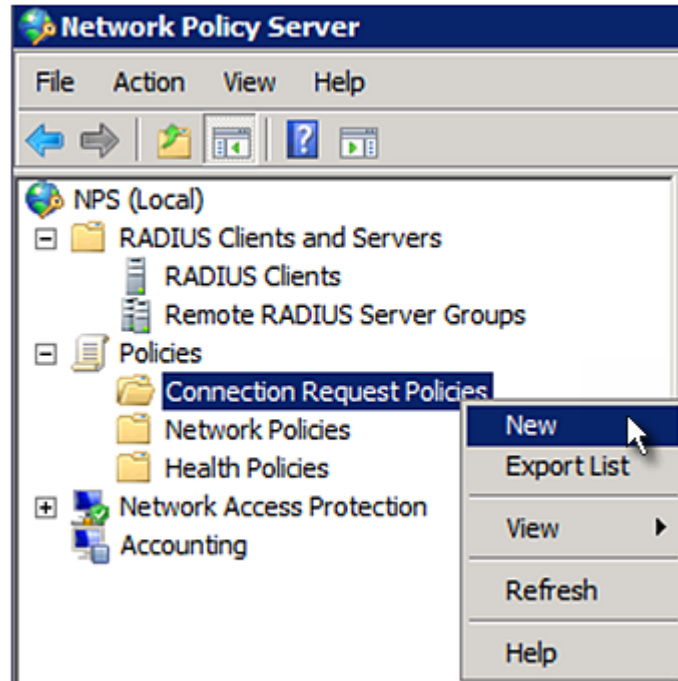 Network Policy Server
File Action View Help
?
NPS (Local)
RADIUS Clients and Servers
RADIUS Clients
Remote RADIUS Server Groups
Policies
Connection Request Policies
Network Policies
Health Policies
Network Access Protection
Accounting
New
Export List
View
Refresh
Help